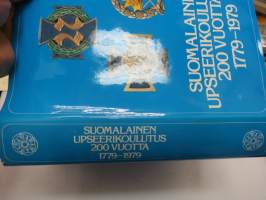 SUOMALAINEN
UPSEERIKOULUTUS
200 VUOTTA
1779-1979
SUOMALAINEN
UPSEERIKOULUTUS
200 VUOTTA
1779-1979